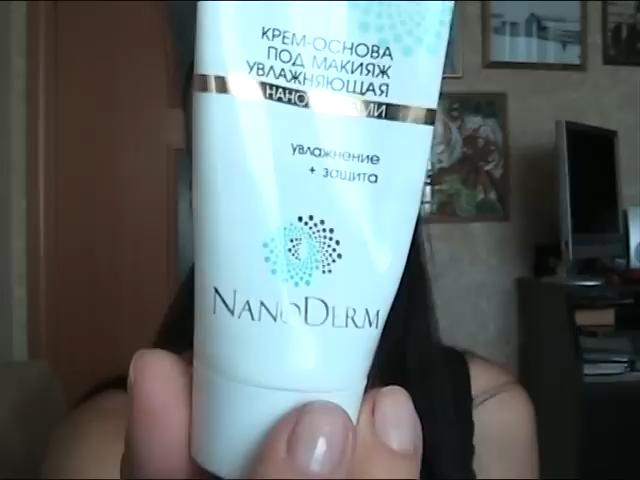 КРЕМ-ОСНОВА
ПОД МАКИЯЖ
УВЛАЖНЯЮЩАЯ
увлажнение
+ защита
NANODERM